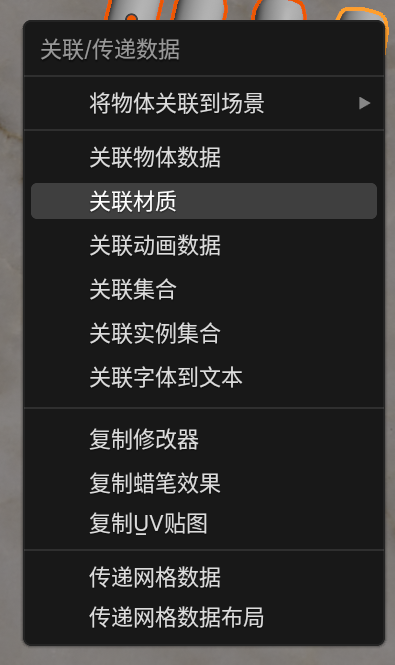 关联/传递数据
将物体关联到场景
关联物体数据
关联材质
关联动画数据
关联集合
关联实例集合
关联字体到文本
复制修改器
复制蜡笔效果
复制UV贴图
传递网格数据
传递网格数据布局